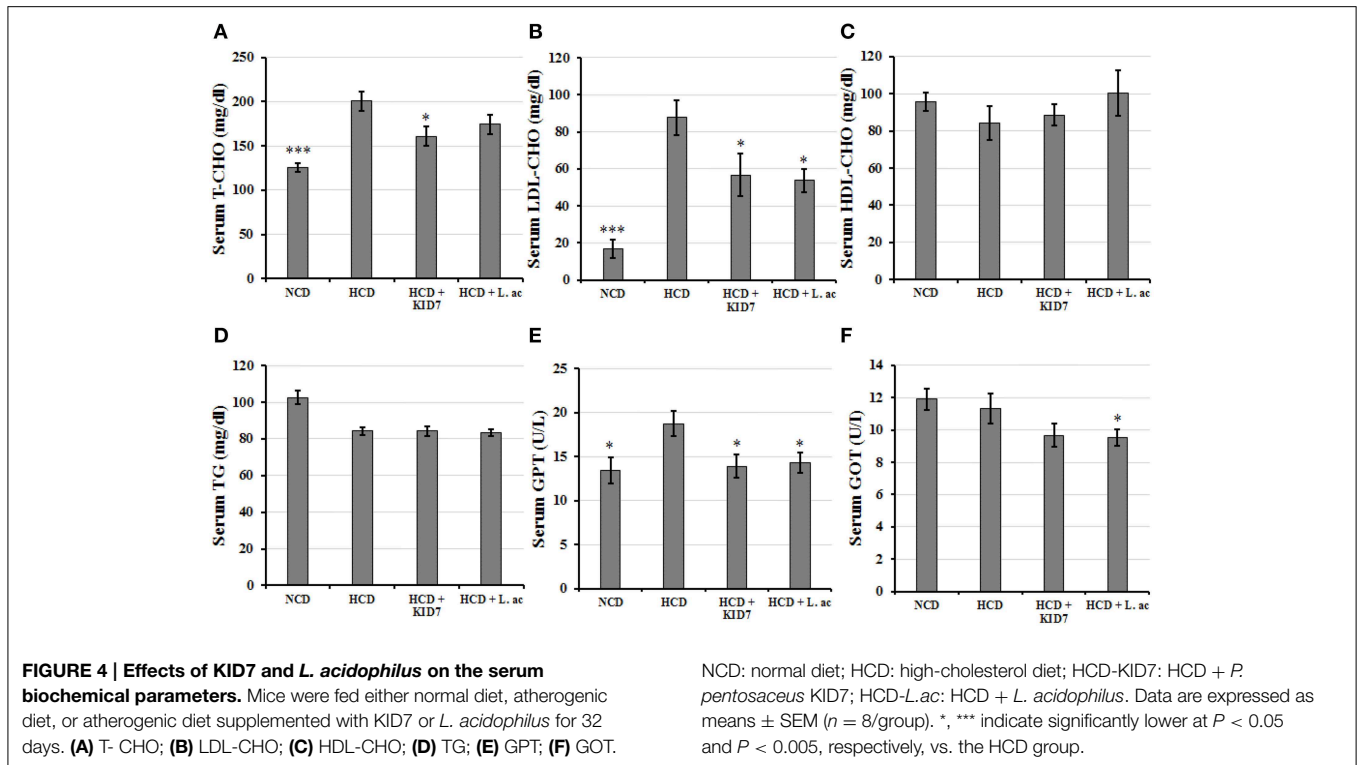 A
Serum T-CHO (mg/dl)
250
200
150
100
50
0
***
*
NCD
HCD
HCD +
KID7
HCD + L. ac
B
Serum LDL-CHO (mg/dl)
120
100
80
60
40
20
0
***
*
*
NCD
HCD
HCD +
KID7
HCD + L. ac
C
Serum HDL-CHO (mg/dl)
120
100
80
60
40
20
0
NCD
HCD
HCD +
KID7
HCD + L. ac
D
Serum TG (mg/dl)
120
100
80
60
40
20
0
NCD
HCD
HCD +
KID7
HCD + L. ac
E
Serum GPT (U/L)
25
20
15
10
5
0
*
*
*
NCD
HCD
HCD +
KID7
HCD + L. ac
F
Serum GOT (U/l)
14
12
10
8
6
4
2
0
*
NCD
HCD
HCD +
KID7
HCD + L. ac
FIGURE 4 | Effects of KID7 and L. acidophilus on the serum
biochemical parameters. Mice were fed either normal diet, atherogenic
diet, or atherogenic diet supplemented with KID7 or L. acidophilus for 32
days. (A) T- CHO; (B) LDL-CHO; (C) HDL-CHO; (D) TG; (E) GPT; (F) GOT.
NCD: normal diet; HCD: high-cholesterol diet; HCD-KID7: HCD + P.
pentosaceus KID7; HCD-L.ac: HCD + L. acidophilus. Data are expressed as
means ± SEM (n = 8/group). *, *** indicate significantly lower at P < 0.05
and P < 0.005, respectively, vs. the HCD group.